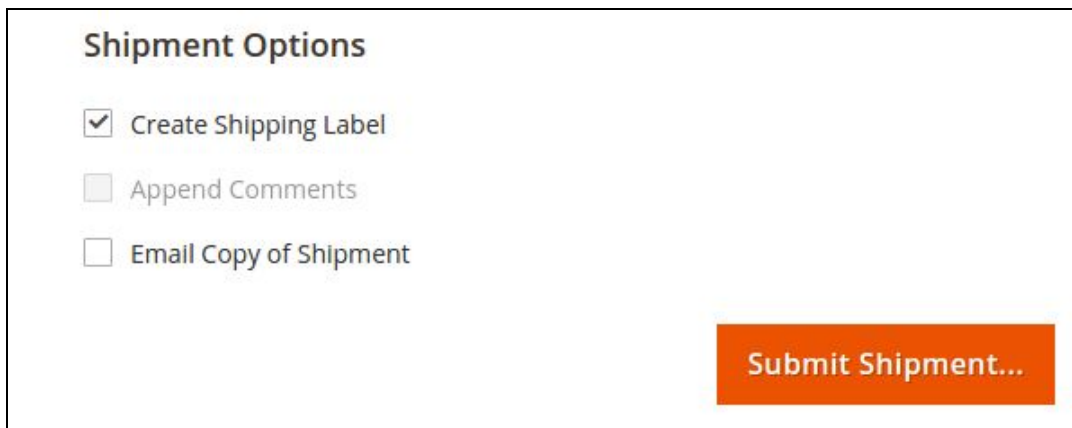 Shipment Options
Create Shipping Label
Append Comments
Email Copy of Shipment
Submit Shipment...